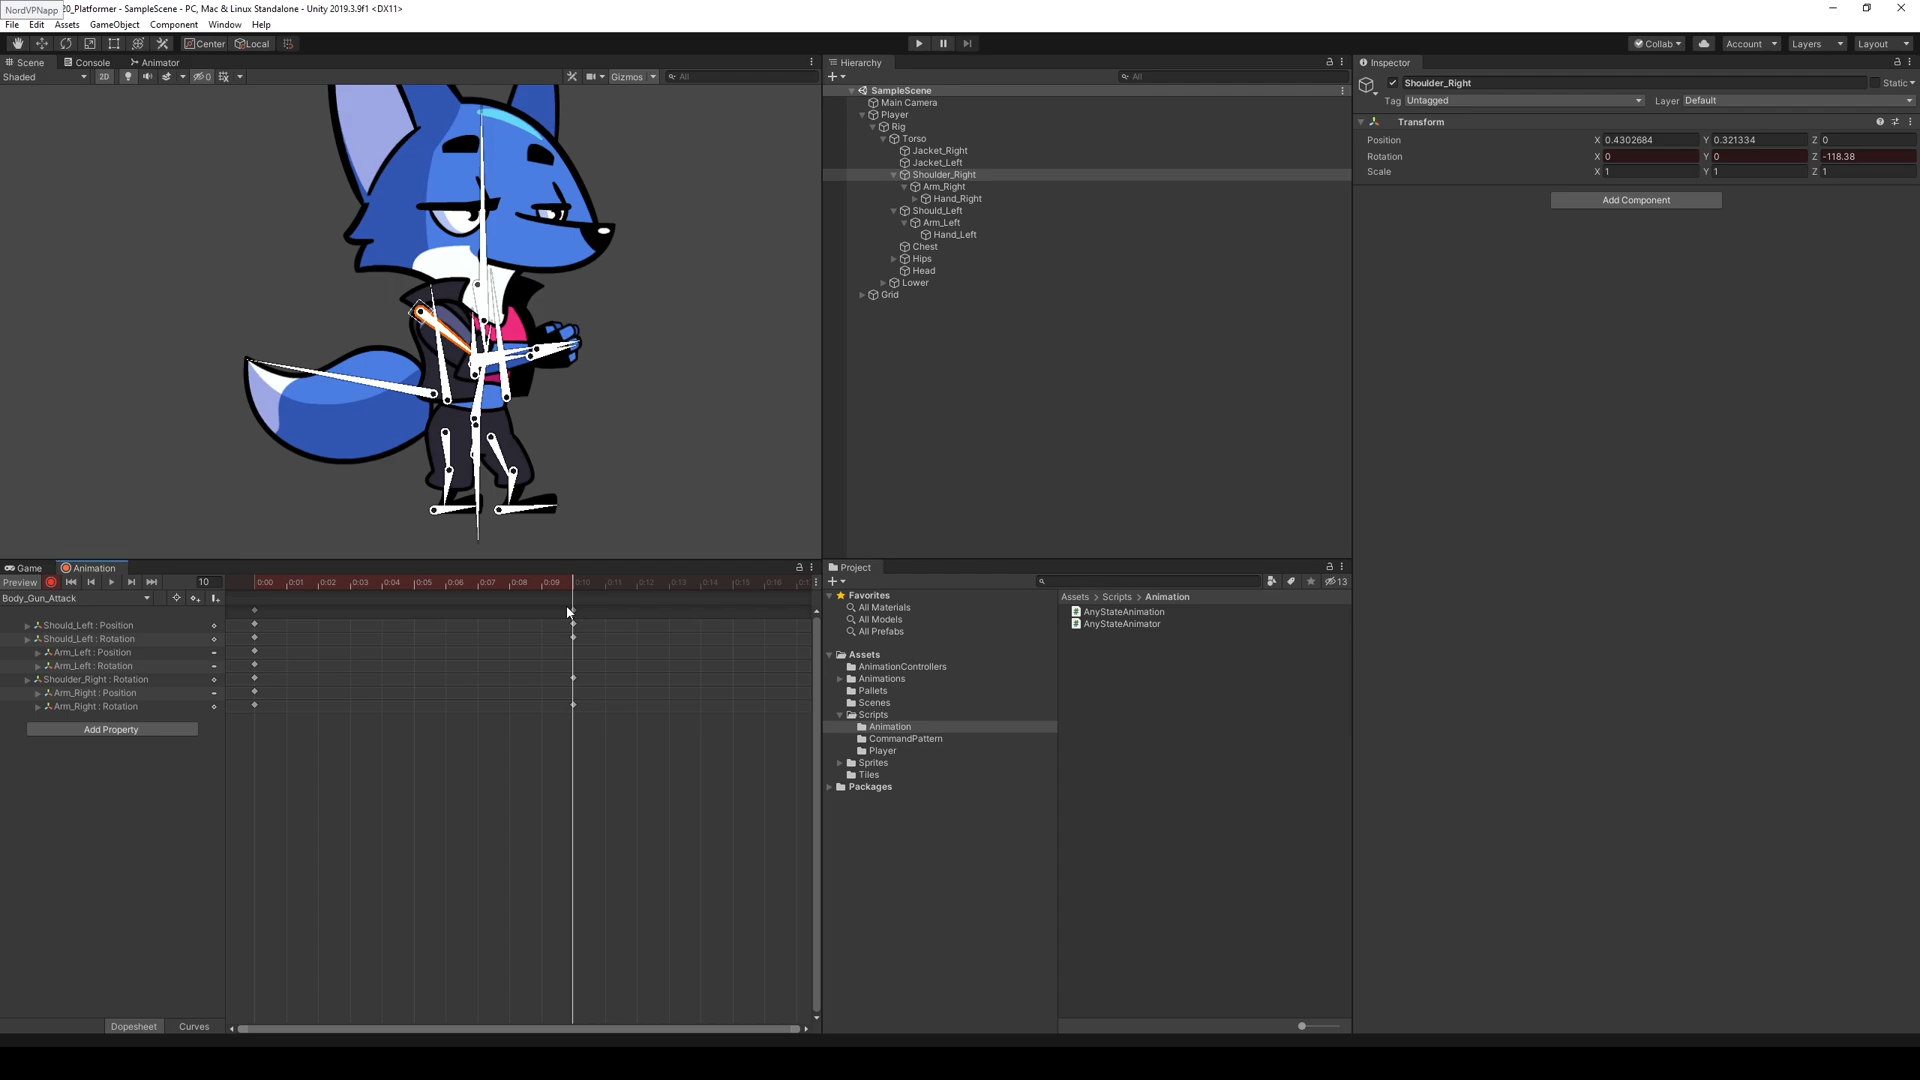 NordVPNapp
20_Platformer - SampleScene - PC, Mac & Linux Standalone - Unity 2019.3.9f1 <DX11>
File Edit Assets GameObject Component Window Help
Center Local Collab Account Layers Layout
Scene Console Animator
Shaded 2D 0 Gizmos All
Hierarchy
All
SampleScene
Main Camera
Player
Rig
Torso
Jacket_Right
Jacket_Left
Shoulder_Right
Arm_Right
Hand_Right
Should_Left
Arm_Left
Hand_Left
Chest
Hips
Head
Lower
Grid
Inspector
Shoulder_Right Static
Tag Untagged Layer Default
Transform
Position X 0.4302684 Y 0.321334 Z 0
Rotation X 0 Y 0 Z -118.38
Scale X 1 Y 1 Z 1
Add Component
Game Animation
Preview 10 0:00 0:01 0:02 0:03 0:04 0:05 0:06 0:07 0:08 0:09 0:10 0:11 0:12 0:13 0:14 0:15 0:16
Body_Gun_Attack
Should_Left : Position
Should_Left : Rotation
Arm_Left : Position
Arm_Left : Rotation
Shoulder_Right : Rotation
Arm_Right : Position
Arm_Right : Rotation
Add Property
Dopesheet Curves
Project
13
Favorites
All Materials
All Models
All Prefabs
Assets
AnimationControllers
Animations
Pallets
Scenes
Scripts
Animation
CommandPattern
Player
Sprites
Tiles
Packages
Assets > Scripts > Animation
AnyStateAnimation
AnyStateAnimator